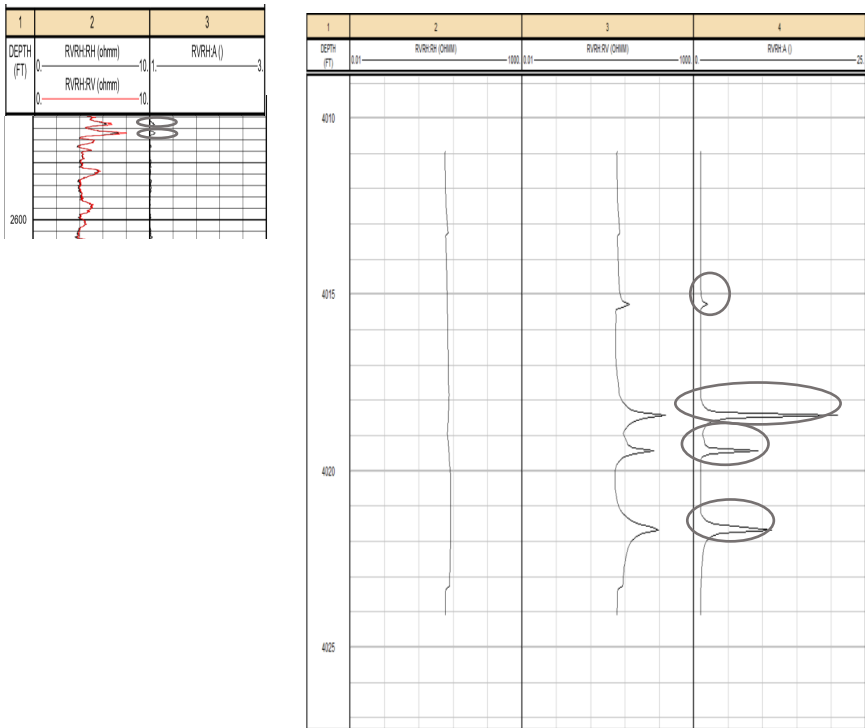 1 2 3
DEPTH (FT)
RVRH:RH (ohmm)
0. 10.
RVRH:RV (ohmm)
0. 10.
RVRH:A ()
1. 3.
2600
1 2 3 4
DEPTH (FT)
RVRH:RH (OHMM)
0.01 1000.
RVRH:RV (OHMM)
0.01 1000.
RVRH:A ()
0. 25.
4010
4015
4020
4025